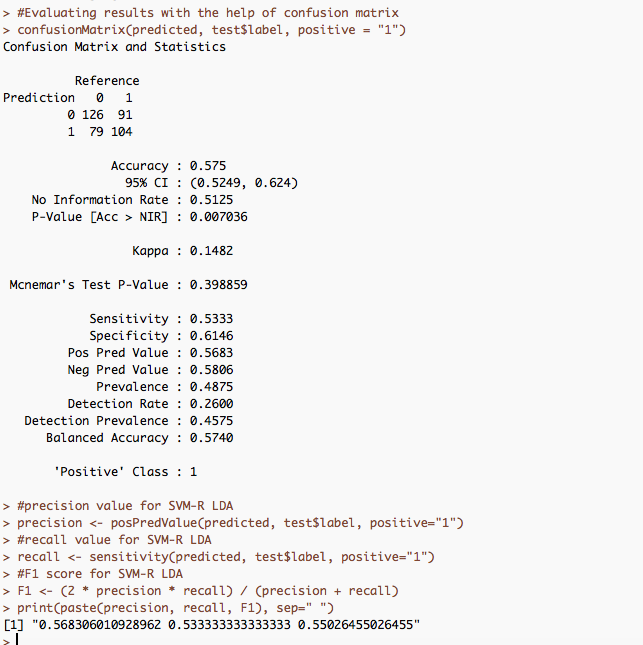 > #Evaluating results with the help of confusion matrix
> confusionMatrix(predicted, test$label, positive = "1")
Confusion Matrix and Statistics
Reference
Prediction 0 1
0 126 91
1 79 104
Accuracy : 0.575
95% CI : (0.5249, 0.624)
No Information Rate : 0.5125
P-Value [Acc > NIR] : 0.007036
Kappa : 0.1482
Mcnemar's Test P-Value : 0.398859
Sensitivity : 0.5333
Specificity : 0.6146
Pos Pred Value : 0.5683
Neg Pred Value : 0.5806
Prevalence : 0.4875
Detection Rate : 0.2600
Detection Prevalence : 0.4575
Balanced Accuracy : 0.5740
'Positive' Class : 1
> #precision value for SVM-R LDA
> precision <- posPredValue(predicted, test$label, positive="1")
> #recall value for SVM-R LDA
> recall <- sensitivity(predicted, test$label, positive="1")
> #F1 score for SVM-R LDA
> F1 <- (2 * precision * recall) / (precision + recall)
> print(paste(precision, recall, F1), sep=" ")
[1] "0.568306010928962 0.533333333333333 0.55026455026455"
>